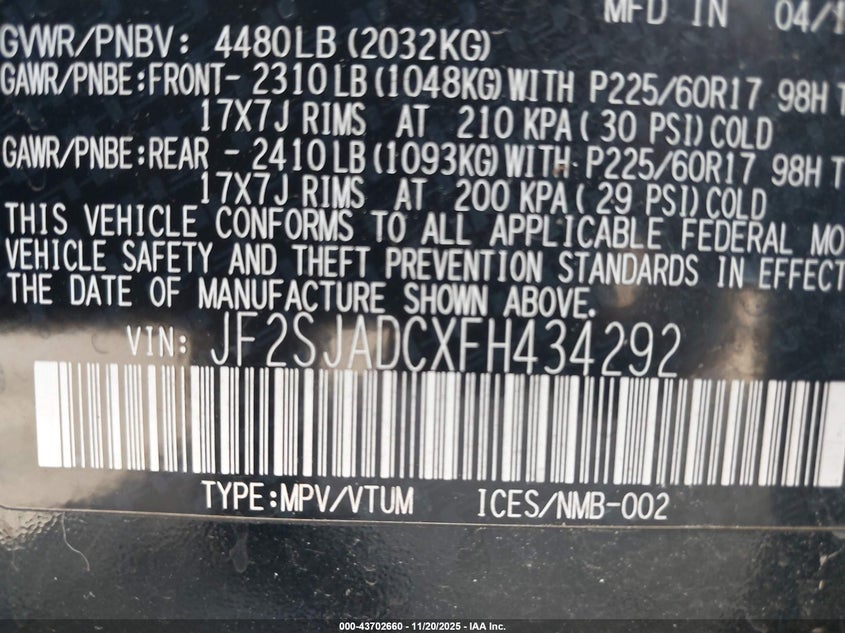 MFD IN 04/1
GVWR/PNBV: 4480LB (2032KG)
GAWR/PNBE:FRONT- 2310LB (1048KG) WITH P225/60R17 98H T
17X7J RIMS AT 210 KPA ( 30 PSI) COLD
GAWR/PNBE:REAR - 2410LB (1093KG) WITH P225/60R17 98H T
17X7J RIMS AT 200 KPA ( 29 PSI) COLD
THIS VEHICLE CONFORMS TO ALL APPLICABLE FEDERAL MO
VEHICLE SAFETY AND THEFT PREVENTION STANDARDS IN EFFECT
THE DATE OF MANUFACTURE SHOWN ABOVE.
VIN: JF2SJADCXFH434292
TYPE:MPV/VTUM ICES/NMB-002
000-43702660 - 11/20/2025 - IAA Inc.